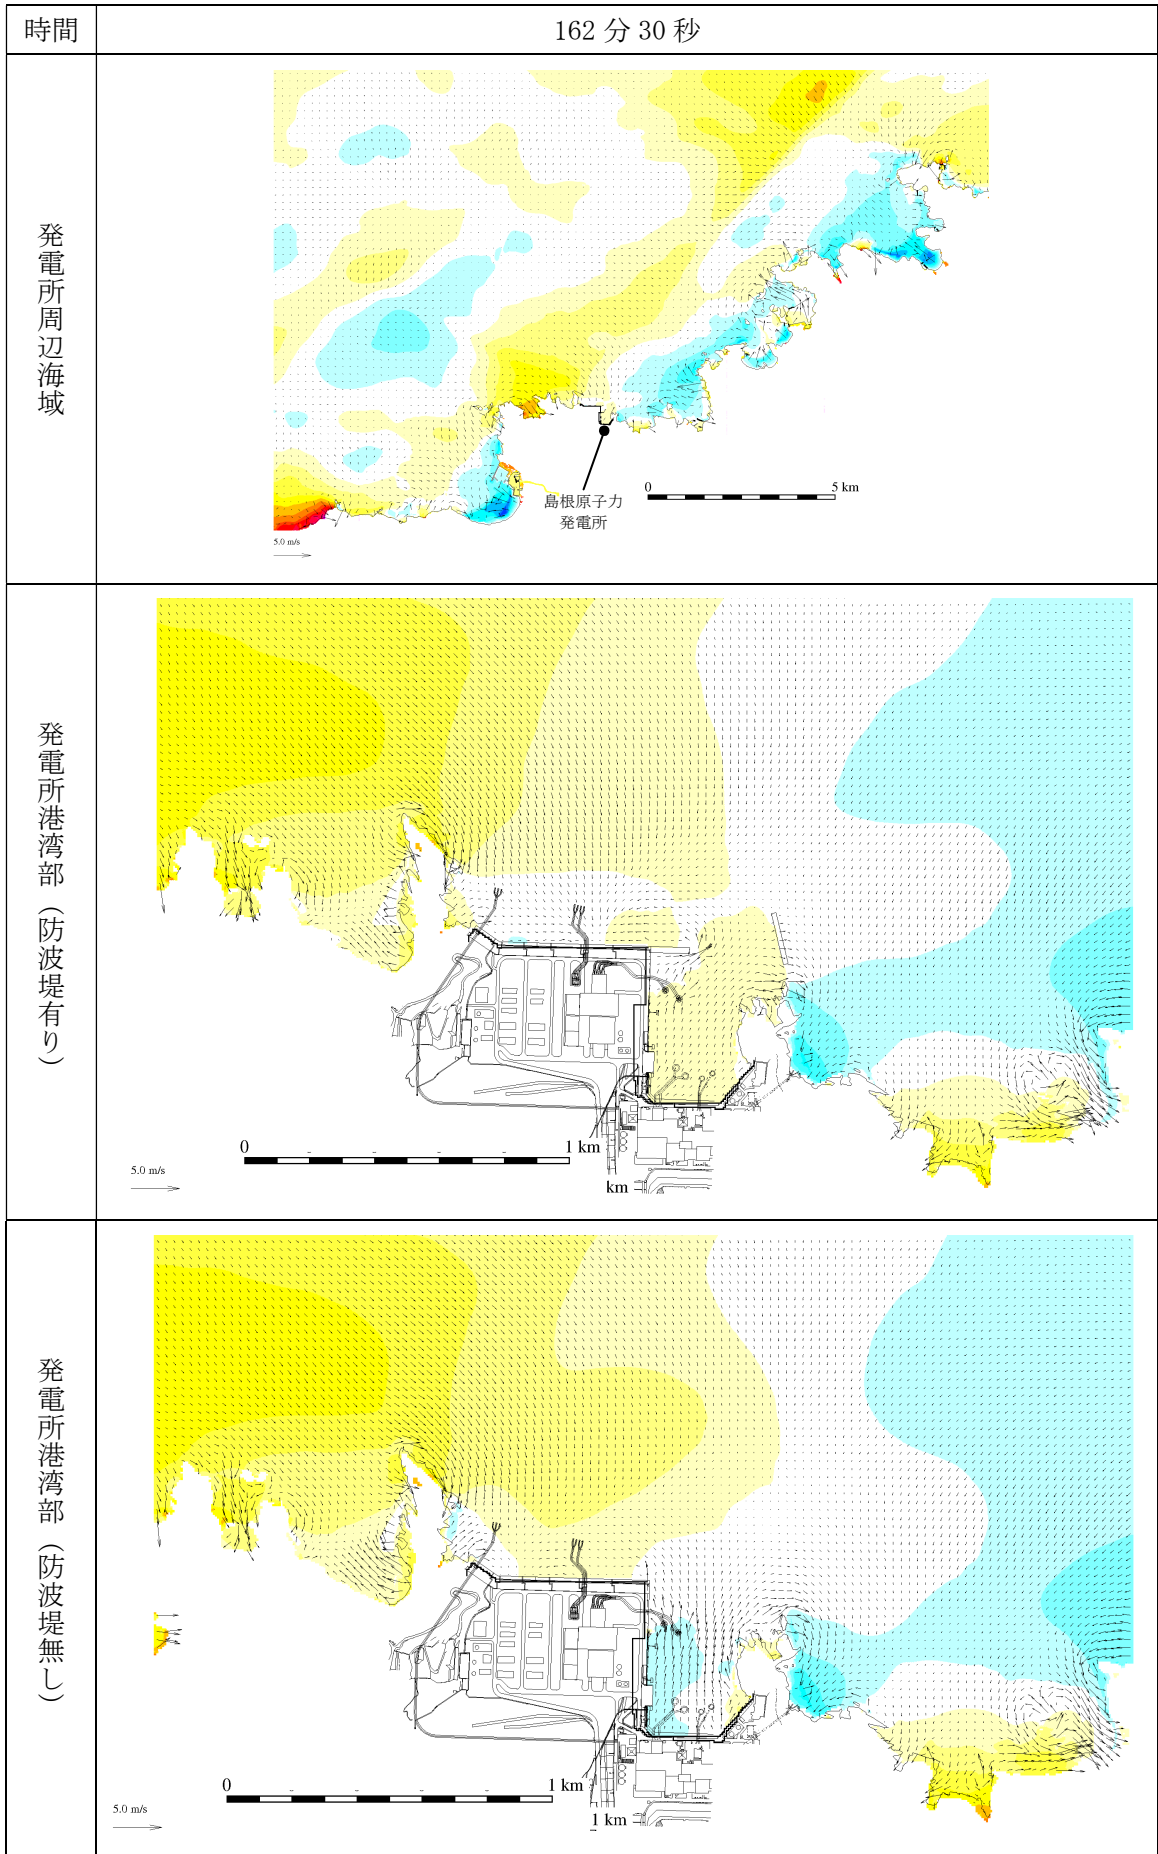 時間
162 分 30 秒
発電所周辺海域
島根原子力
発電所
0
5 km
5.0 m/s
発電所港湾部（防波堤有り）
0
1 km
5.0 m/s
km
発電所港湾部（防波堤無し）
0
1 km
5.0 m/s
1 km